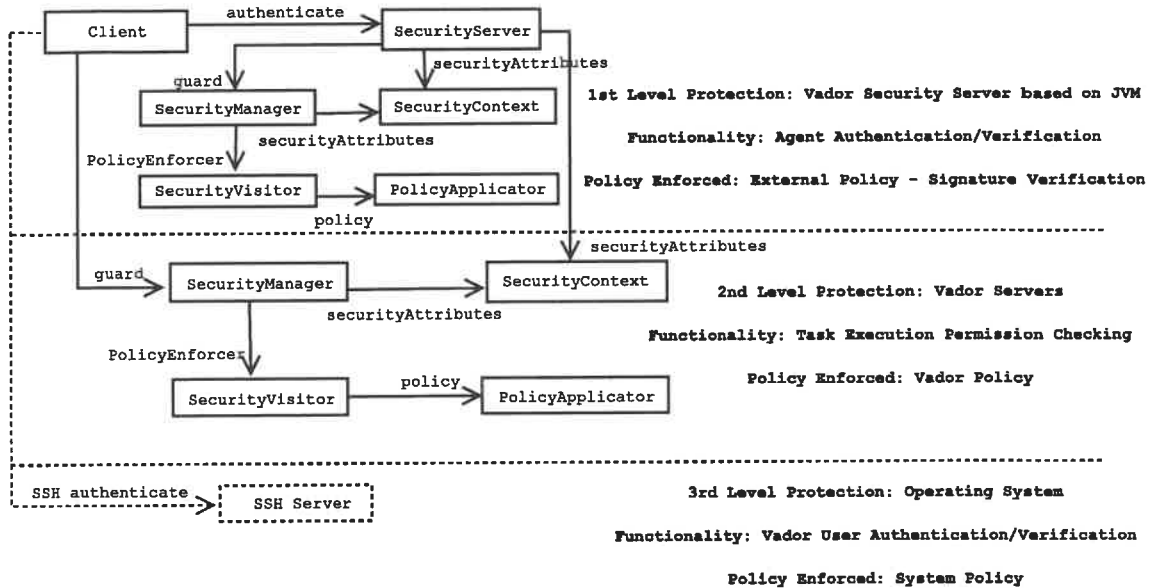 authenticate
Client
SecurityServer
securityAttributes
guard
SecurityManager
SecurityContext
1st Level Protection: Vador Security Server based on JVM
securityAttributes
Functionality: Agent Authentication/Verification
PolicyEnforcer
SecurityVisitor
PolicyApplicator
Policy Enforced: External Policy - Signature Verification
policy
securityAttributes
guard
SecurityManager
SecurityContext
2nd Level Protection: Vador Servers
securityAttributes
Functionality: Task Execution Permission Checking
PolicyEnforcer
policy
Policy Enforced: Vador Policy
SecurityVisitor
PolicyApplicator
SSH authenticate
SSH Server
3rd Level Protection: Operating System
Functionality: Vador User Authentication/Verification
Policy Enforced: System Policy